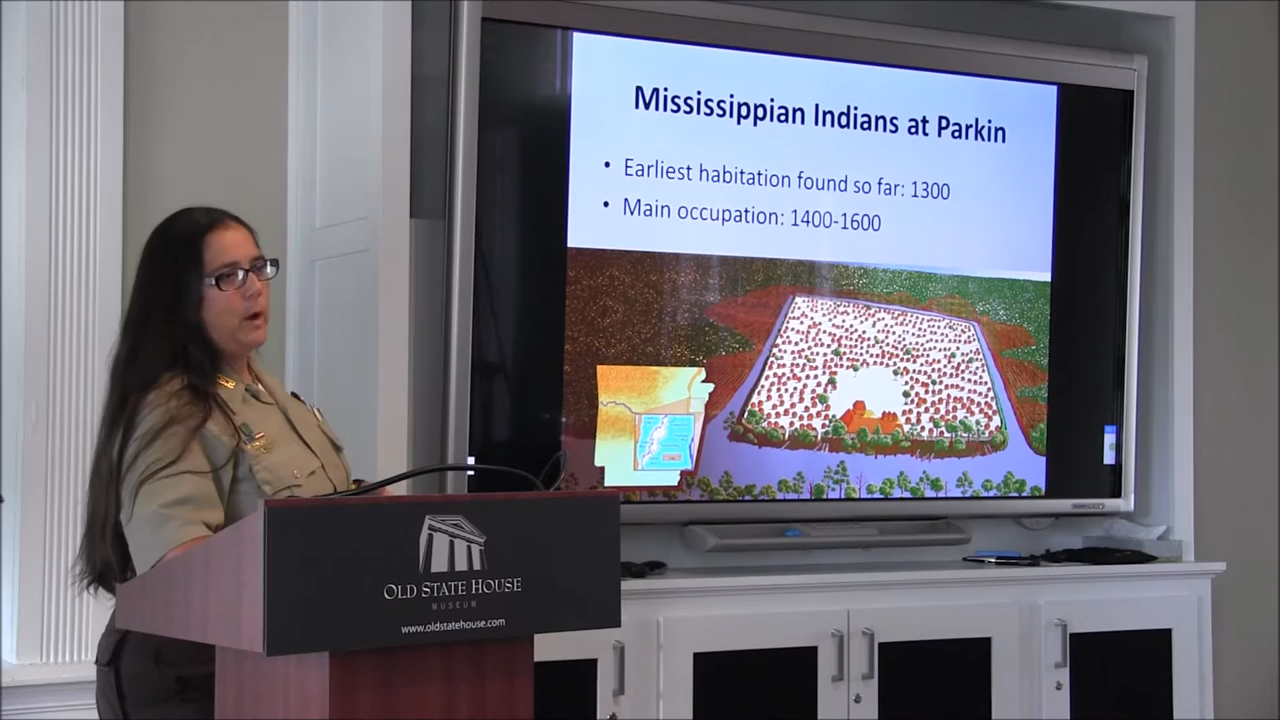 Mississippian Indians at Parkin
• Earliest habitation found so far: 1300
• Main occupation: 1400-1600
OLD STATE HOUSE
MUSEUM
www.oldstatehouse.com